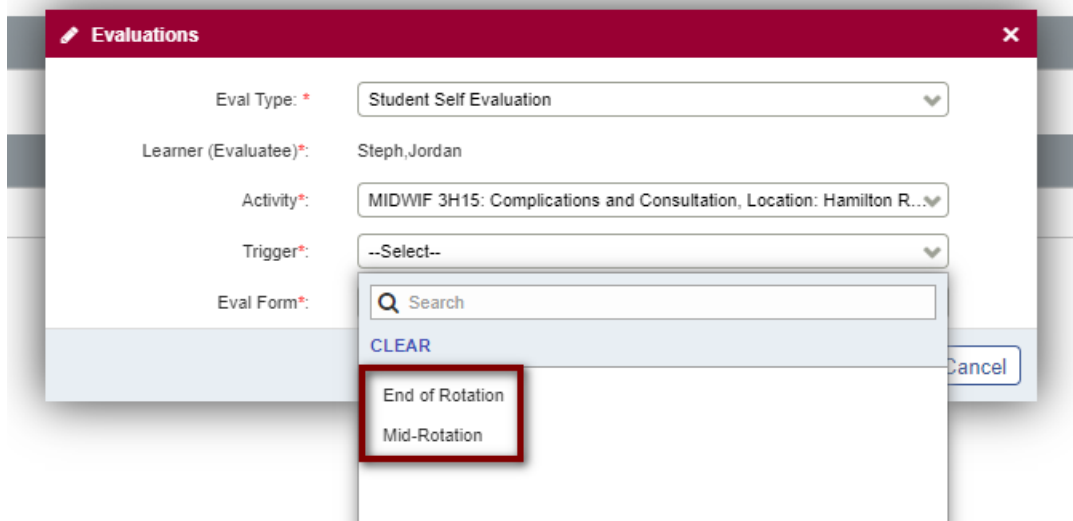 Evaluations
Eval Type: *
Student Self Evaluation
Learner (Evaluatee)*:
Steph,Jordan
Activity*:
MIDWIF 3H15: Complications and Consultation, Location: Hamilton R...
Trigger*:
--Select--
Eval Form*:
Search
CLEAR
Cancel
End of Rotation
Mid-Rotation